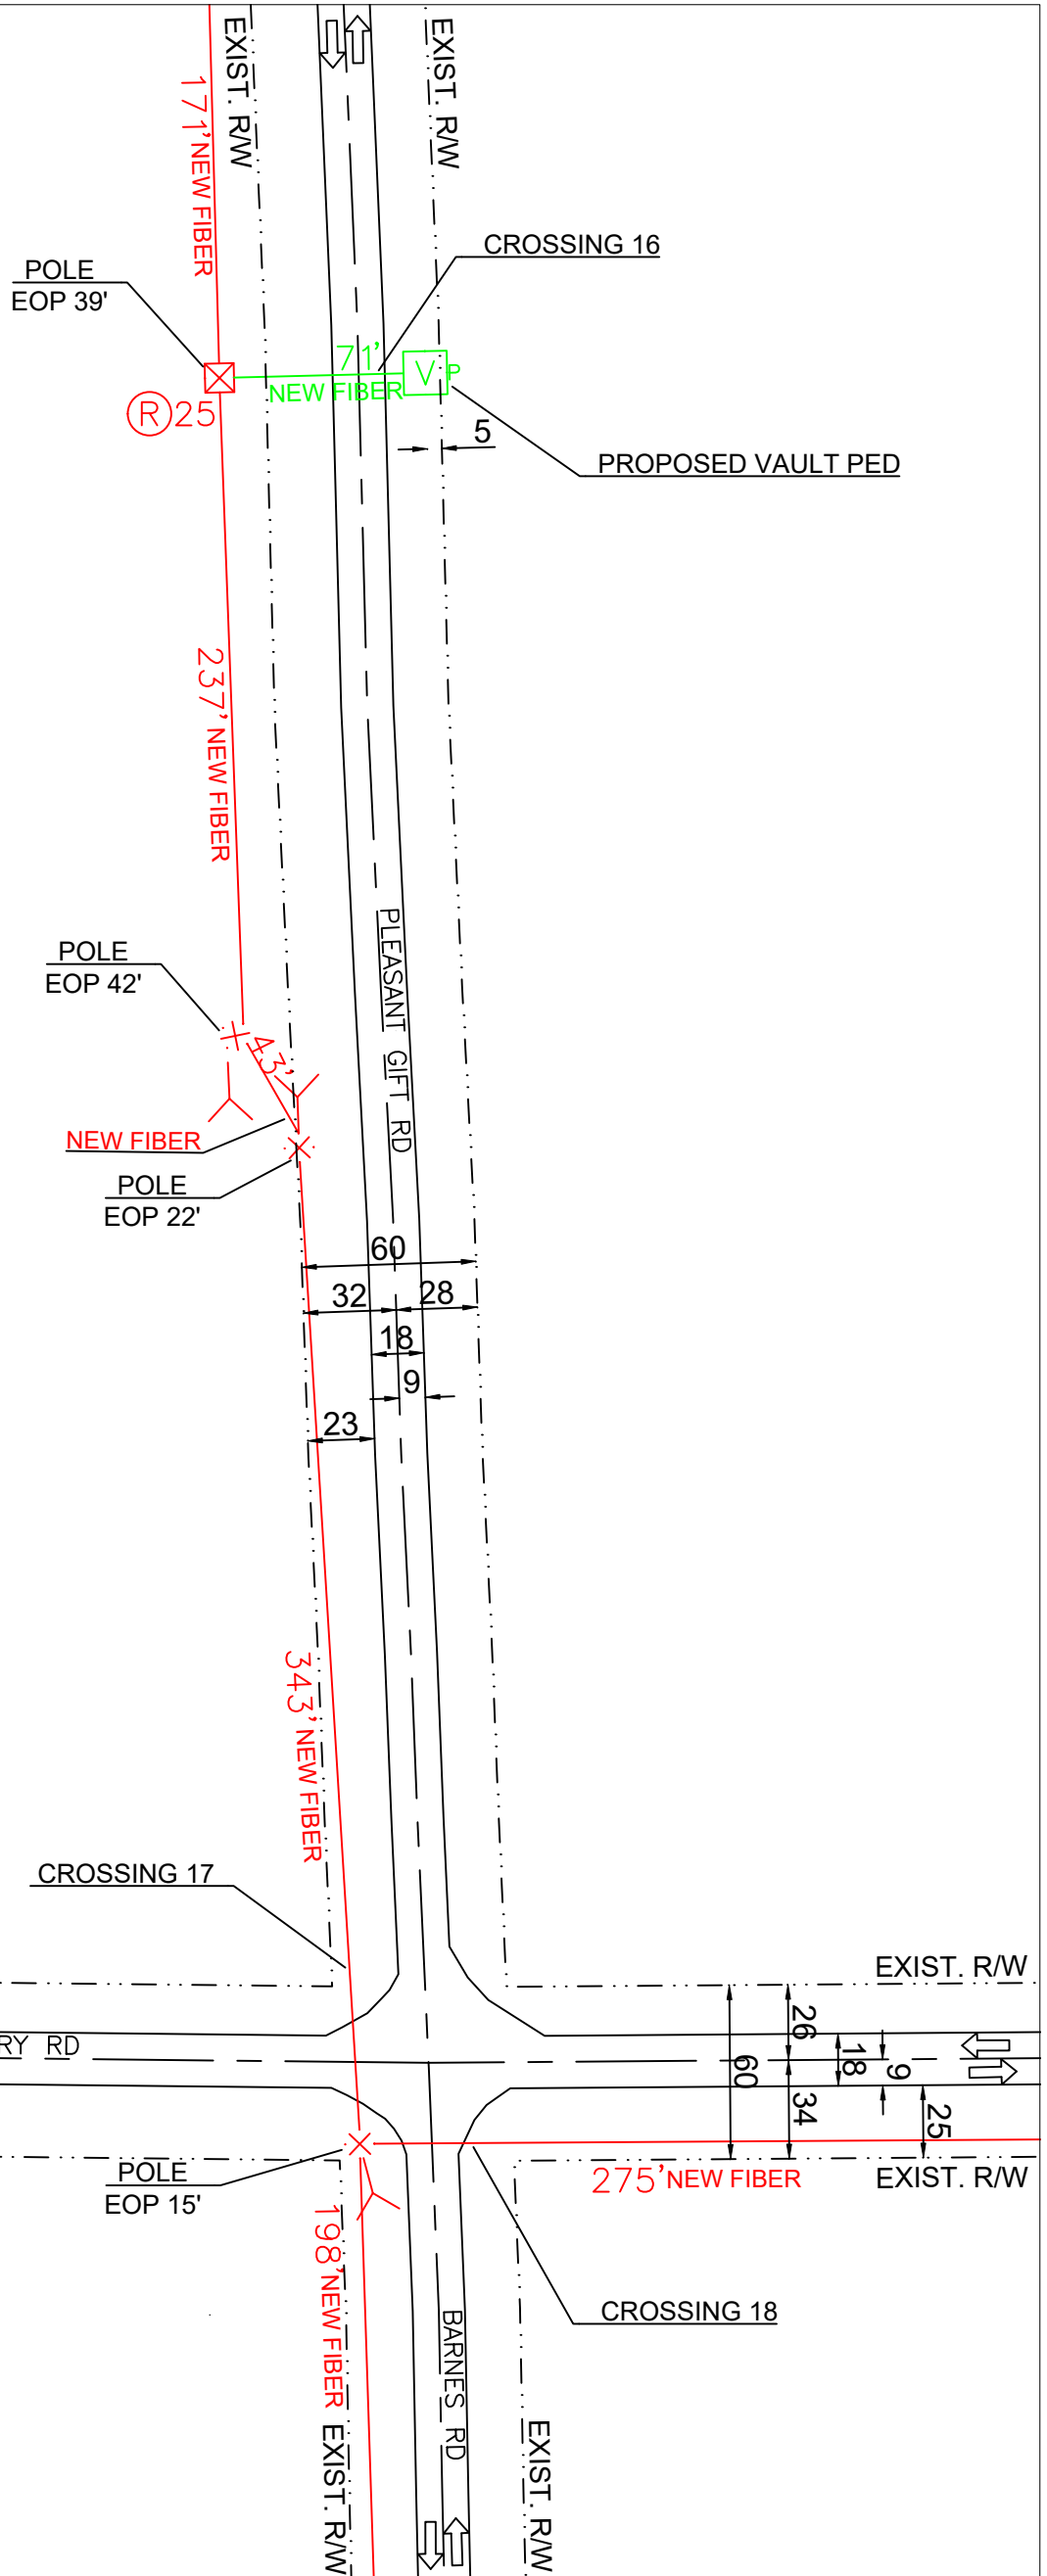 EXIST. R/W
EXIST. R/W
171' NEW FIBER
CROSSING 16
POLE
EOP 39'
71'
NEW FIBER
V P
R 25
5
PROPOSED VAULT PED
237' NEW FIBER
PLEASANT GIFT RD
POLE
EOP 42'
43'
NEW FIBER
POLE
EOP 22'
60
32
28
18
9
23
343' NEW FIBER
CROSSING 17
EXIST. R/W
RY RD
26
18
9
60
34
25
POLE
EOP 15'
275' NEW FIBER
EXIST. R/W
198' NEW FIBER
CROSSING 18
BARNES RD
EXIST. R/W
EXIST. R/W